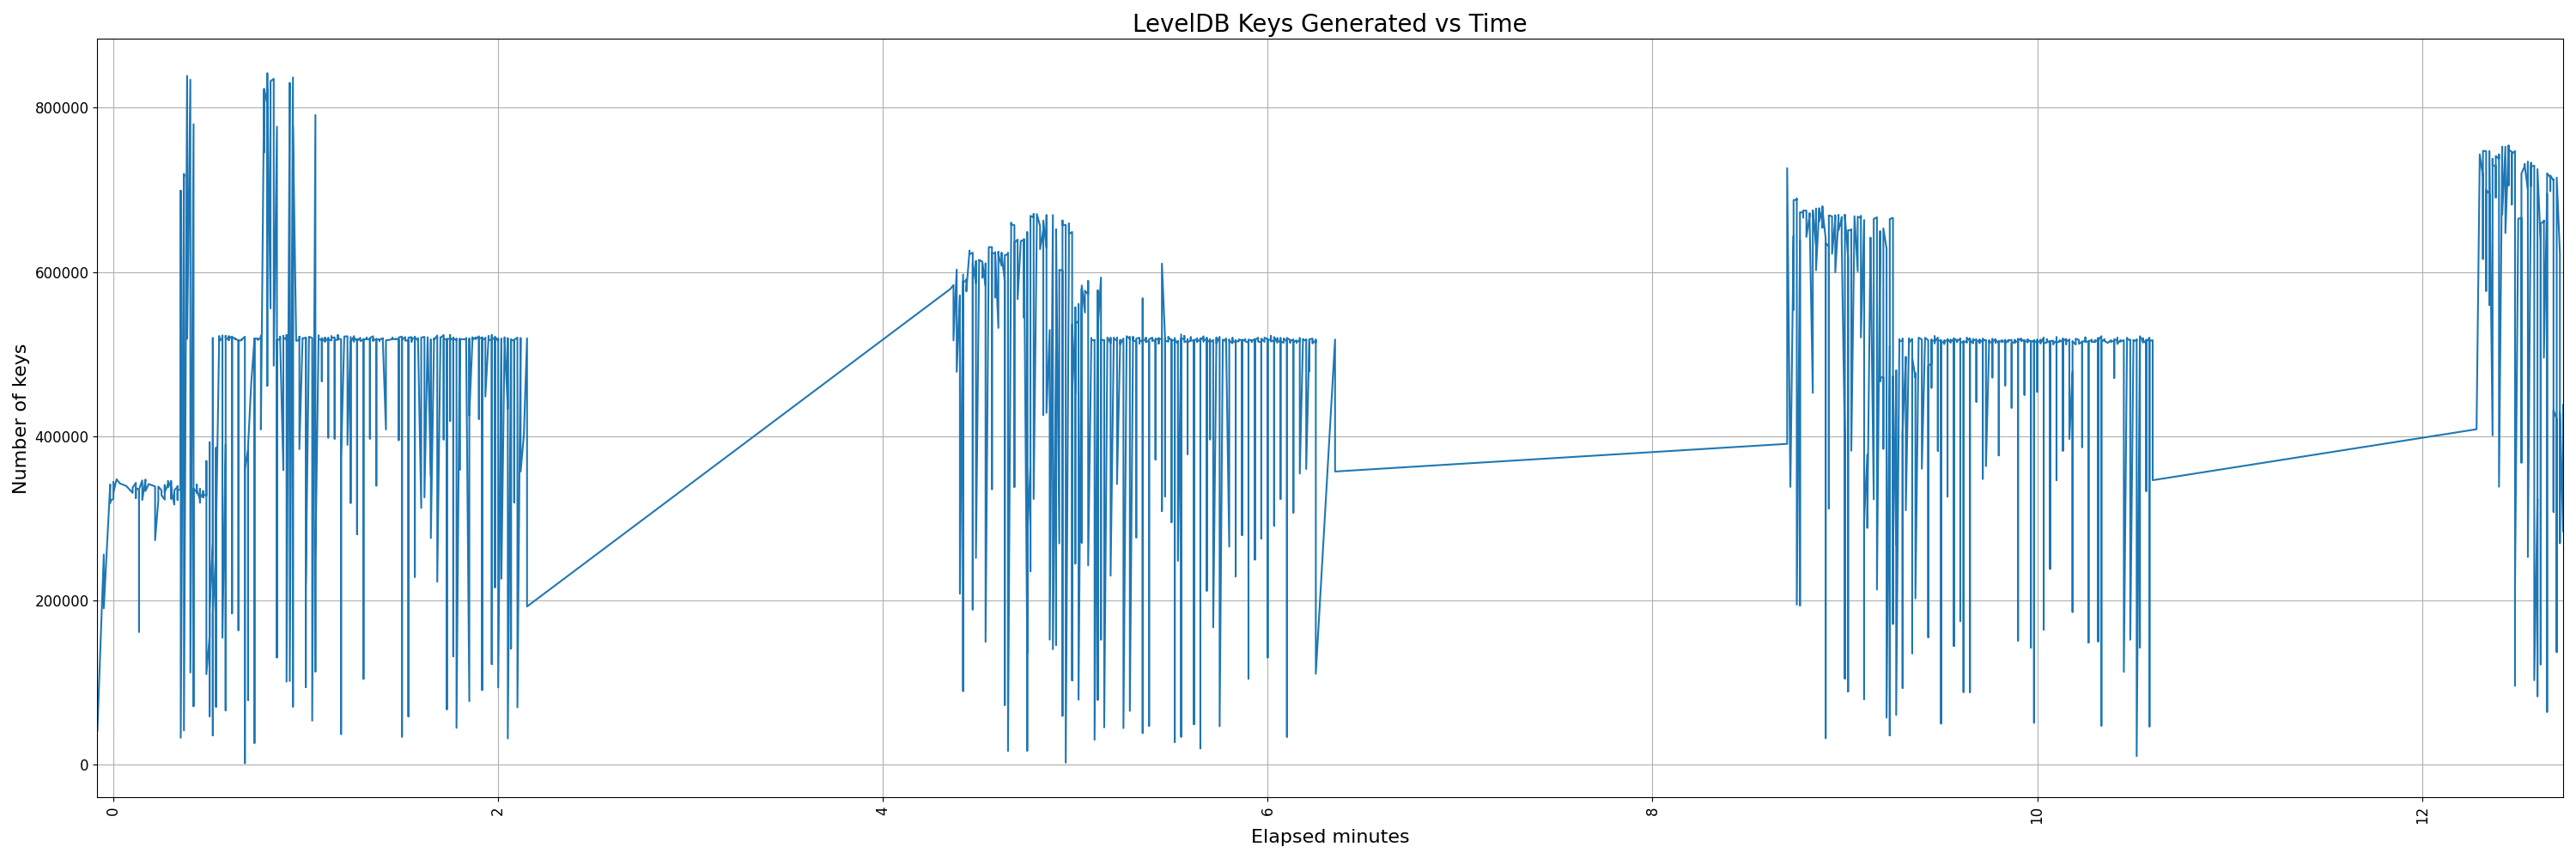 LevelDB Keys Generated vs Time
Number of keys
800000
600000
400000
200000
0
0 2 4 6 8 10 12
Elapsed minutes